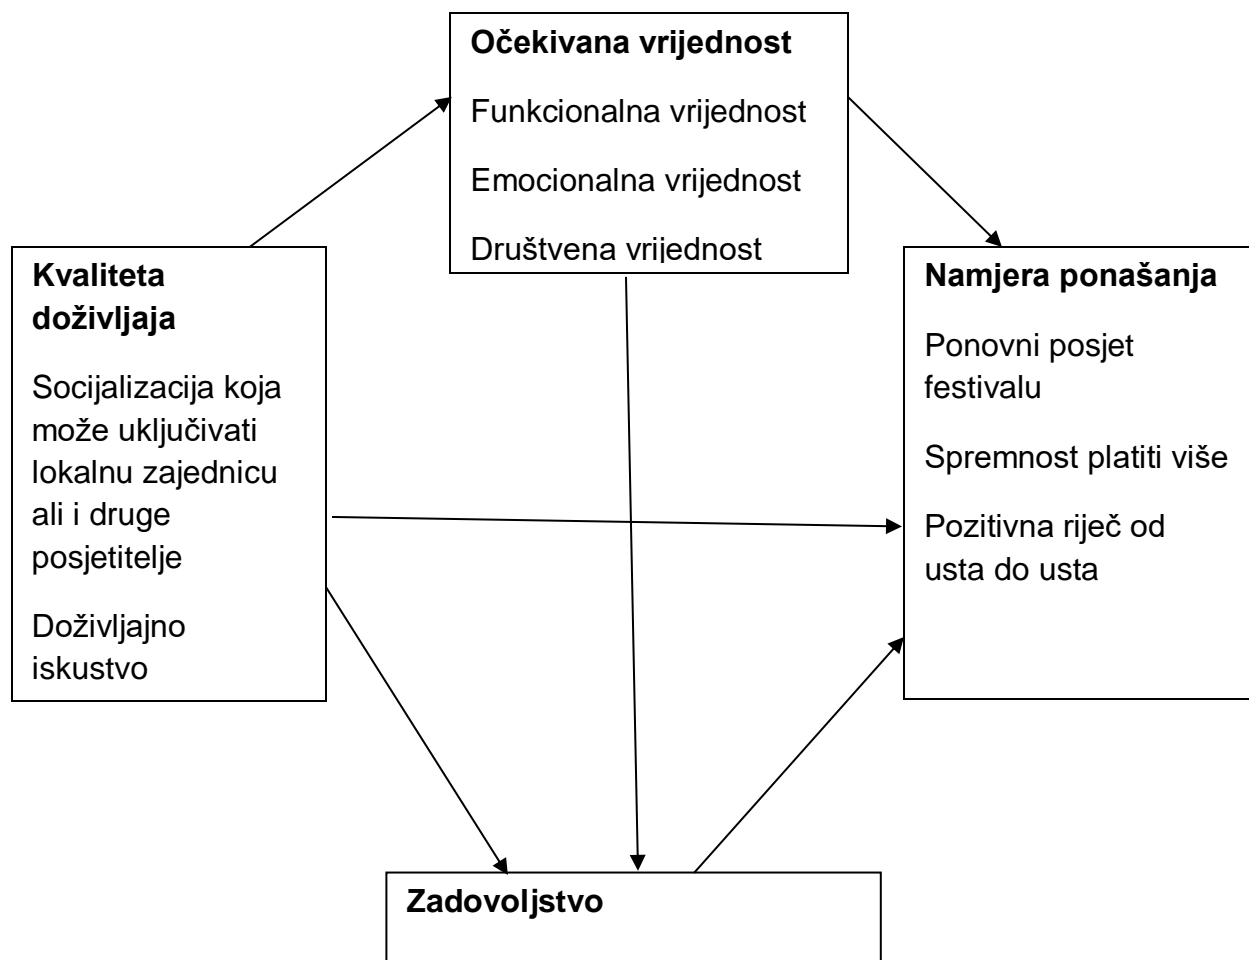 Očekivana vrijednost
Funkcionalna vrijednost
Emocionalna vrijednost
Društvena vrijednost
Kvaliteta
doživljaja
Socijalizacija koja
može uključivati
lokalnu zajednicu
ali i druge
posjetitelje
Doživljajno
iskustvo
Namjera ponašanja
Ponovni posjet
festivalu
Spremnost platiti više
Pozitivna riječ od
usta do usta
Zadovoljstvo